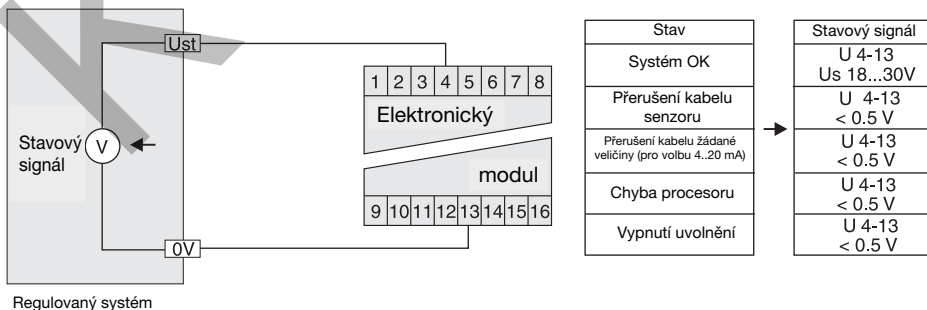 Ust
1 2 3 4 5 6 7 8
Elektronický
modul
9 10 11 12 13 14 15 16
Stavový
signál
V
0V
Regulovaný systém
Stav
Systém OK
Přerušení kabelu
senzoru
Přerušení kabelu žádané
veličiny (pro volbu 4..20 mA)
Chyba procesoru
Vypnutí uvolnění
Stavový signál
U 4-13
Us 18...30V
U 4-13
< 0.5 V
U 4-13
< 0.5 V
U 4-13
< 0.5 V
U 4-13
< 0.5 V